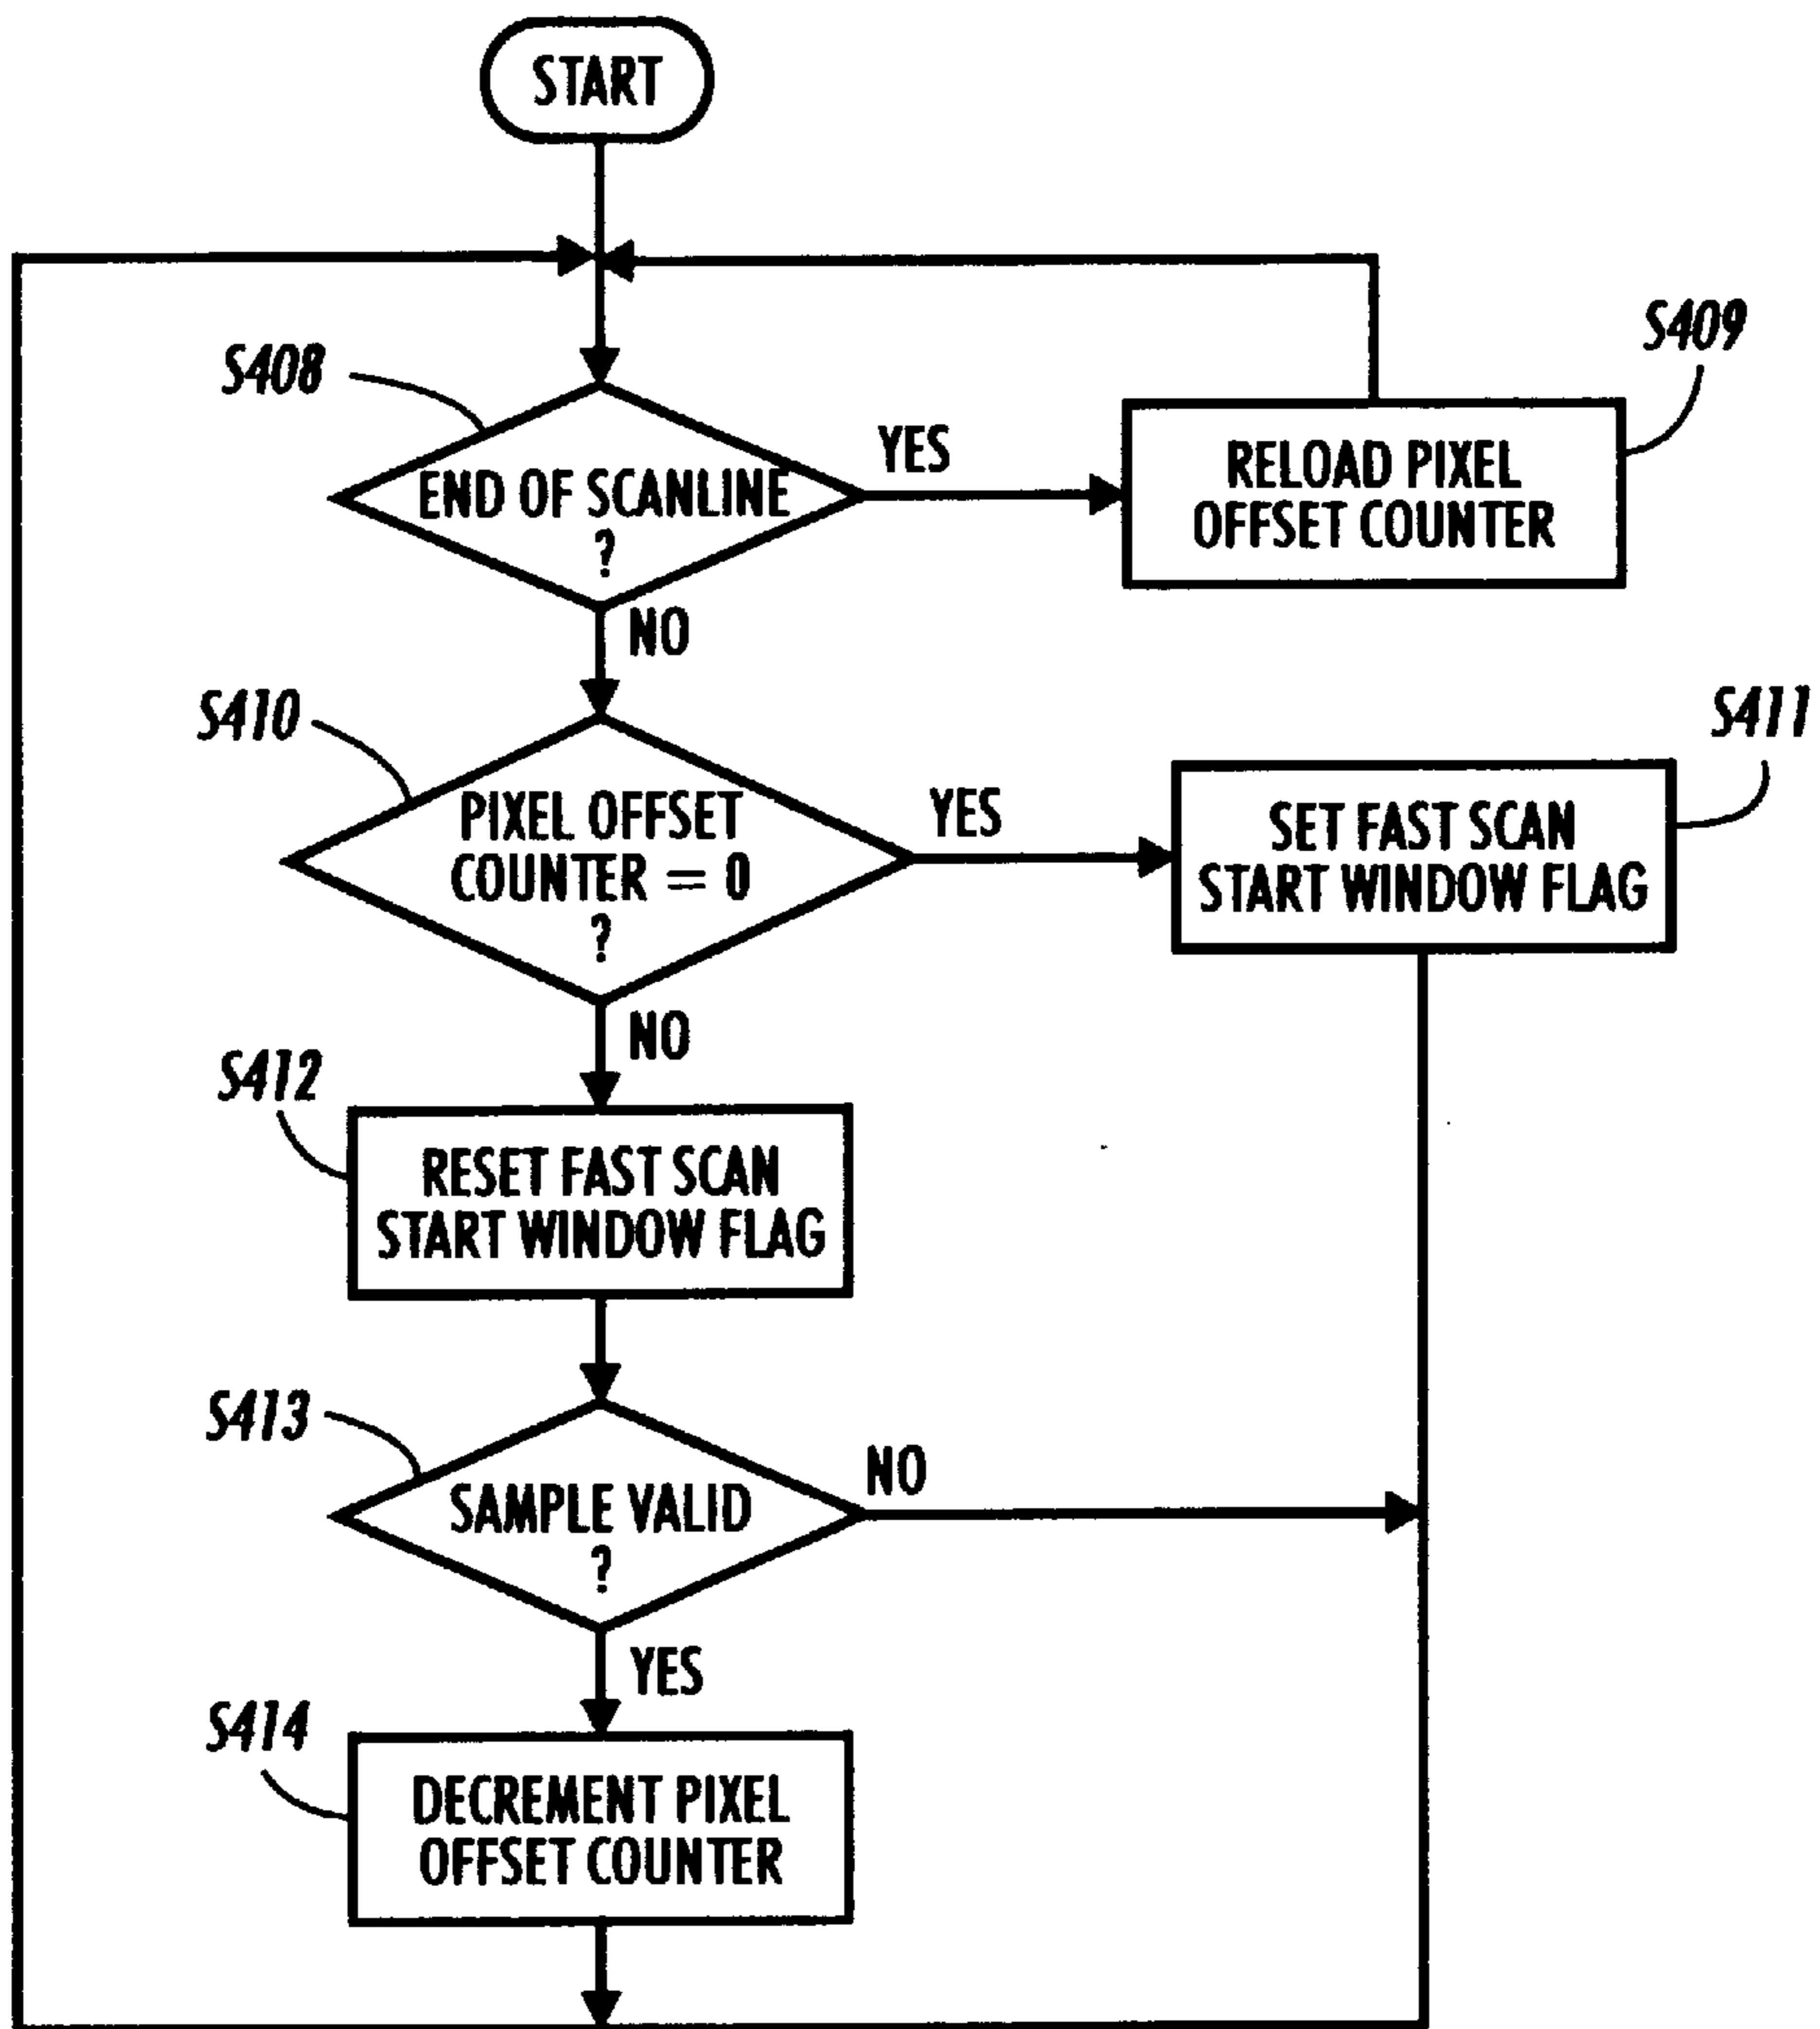 START
S408
END OF SCANLINE
?
YES
S409
RELOAD PIXEL
OFFSET COUNTER
NO
S410
PIXEL OFFSET
COUNTER = 0
?
YES
S411
SET FAST SCAN
START WINDOW FLAG
NO
S412
RESET FAST SCAN
START WINDOW FLAG
S413
SAMPLE VALID
?
NO
YES
S414
DECREMENT PIXEL
OFFSET COUNTER